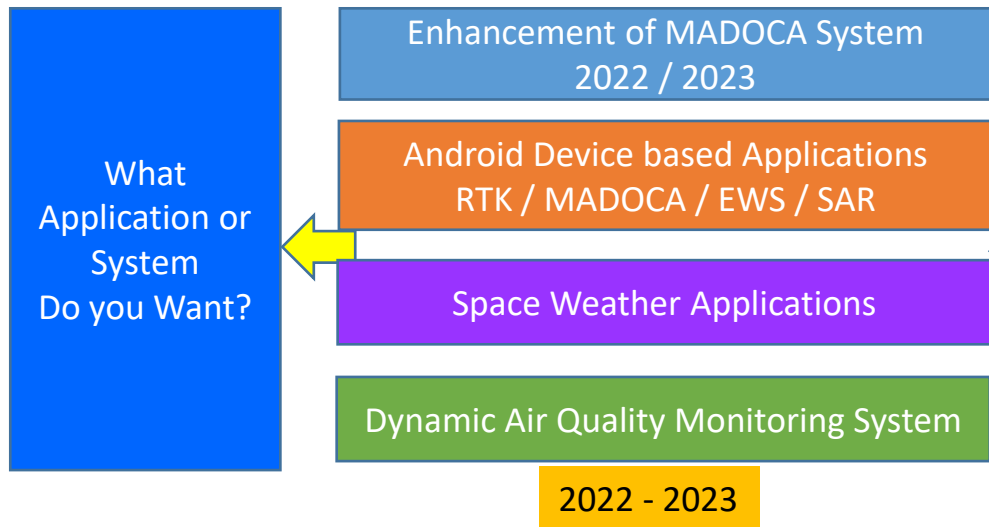 What
Application or
System
Do you Want?
Enhancement of MADOCA System
2022 / 2023
Android Device based Applications
RTK / MADOCA / EWS / SAR
Space Weather Applications
Dynamic Air Quality Monitoring System
2022 - 2023